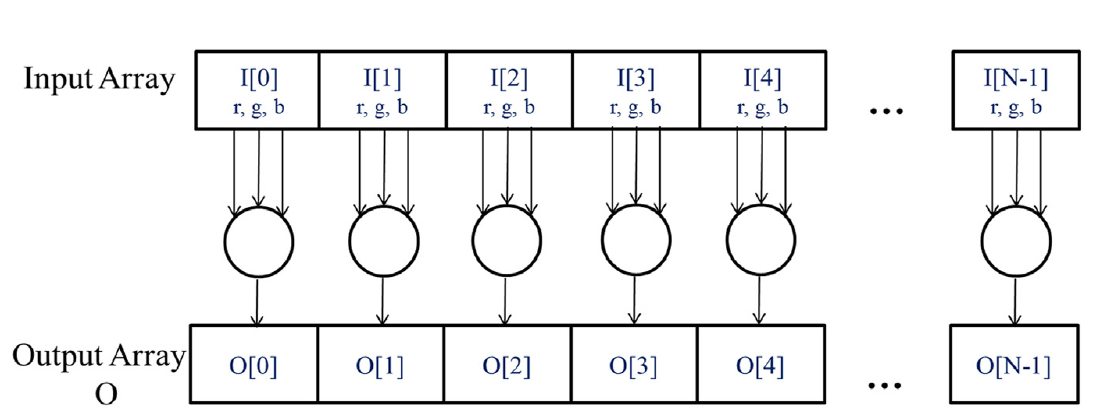 Input Array
I[0] I[1] I[2] I[3] I[4] ... I[N-1]
r, g, b r, g, b r, g, b r, g, b r, g, b r, g, b
Output Array
O
O[0] O[1] O[2] O[3] O[4] ... O[N-1]